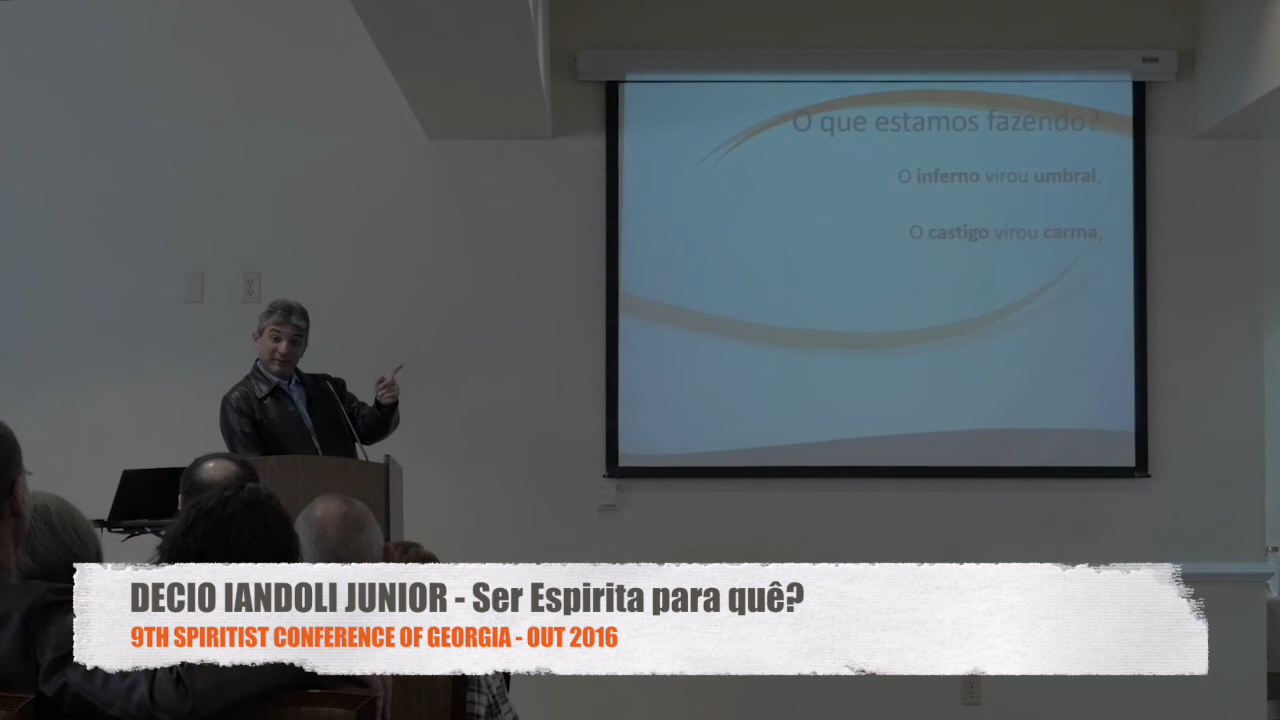 O que estamos fazendo?
O inferno virou umbral,
O castigo virou carma,
DECIO IANDOLI JUNIOR - Ser Espirita para quê?
9TH SPIRITIST CONFERENCE OF GEORGIA - OUT 2016